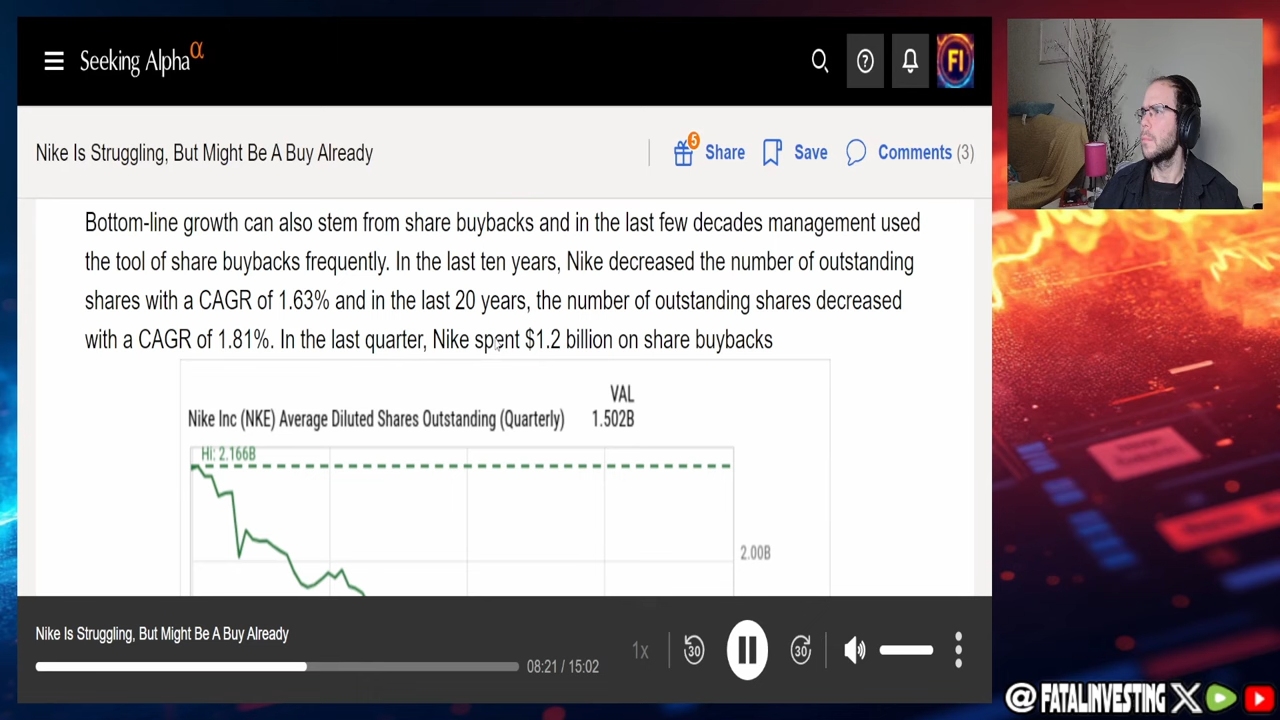 Seeking Alpha α
FI
Nike Is Struggling, But Might Be A Buy Already
5
Share
Save
Comments (3)
Bottom-line growth can also stem from share buybacks and in the last few decades management used
the tool of share buybacks frequently. In the last ten years, Nike decreased the number of outstanding
shares with a CAGR of 1.63% and in the last 20 years, the number of outstanding shares decreased
with a CAGR of 1.81%. In the last quarter, Nike spent $1.2 billion on share buybacks
VAL
Nike Inc (NKE) Average Diluted Shares Outstanding (Quarterly) 1.502B
Hi: 2.166B
2.00B
Nike Is Struggling, But Might Be A Buy Already
08:21 / 15:02
1x
30
30
@FATALINVESTING X